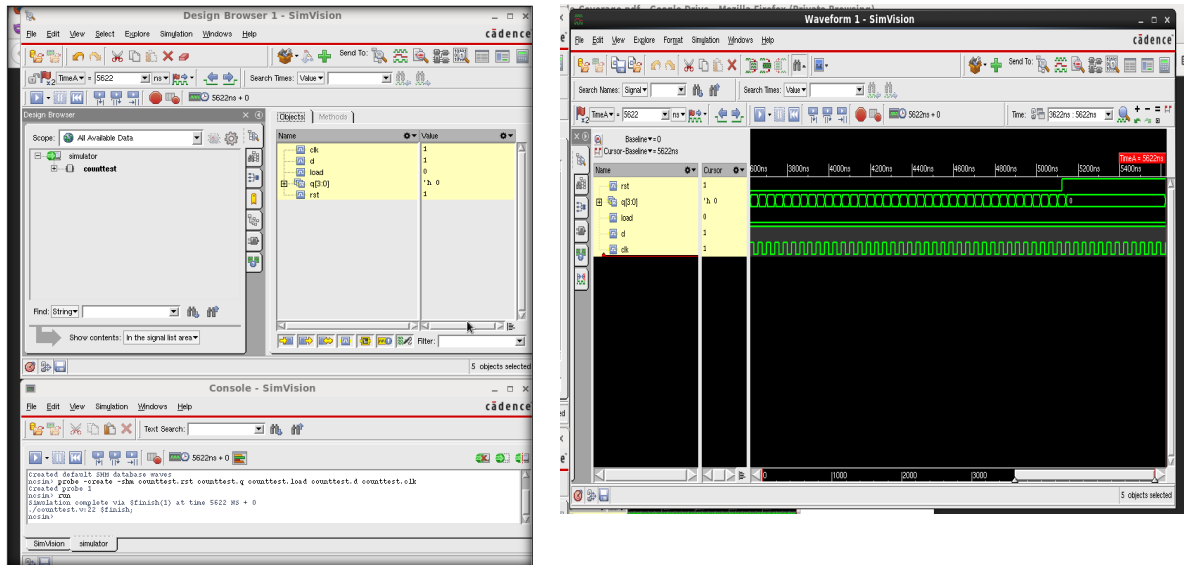 Design Browser 1 - SimVision
File Edit View Select Explore Simulation Windows Help
cādence
Send To:
TimeA = 5622 ns
Search Times: Value
5622ns + 0
Design Browser
Objects Methods
Scope: All Available Data
simulator
counttest
Name Value
clk 1
d 1
load 0
q[3:0] 'h 0
rst 1
Find: String
Show contents: In the signal list area
Filter:
5 objects selected
Console - SimVision
File Edit View Simulation Windows Help
cādence
Text Search:
5622ns + 0
Created default SHM database waves
ncsim> probe -create -shm counttest.rst counttest.q counttest.load counttest.d counttest.clk
Created probe 1
ncsim> run
Simulation complete via $finish(1) at time 5622 NS + 0
./counttest.v:22 $finish;
ncsim>
SimVision simulator
Waveform 1 - SimVision
File Edit View Explore Format Simulation Windows Help
cādence
Send To:
Search Names: Signal
Search Times: Value
TimeA = 5622 ns
5622ns + 0
Time: 3622ns : 5622ns
Baseline = 0
Cursor-Baseline = 5622ns
TimeA = 5622ns
Name Cursor
600ns 3800ns 4000ns 4200ns 4400ns 4600ns 4800ns 5000ns 5200ns 5400ns
rst 1
q[3:0] 'h 0
0
load 0
d 1
clk 1
0 1000 2000 3000
5 objects selected